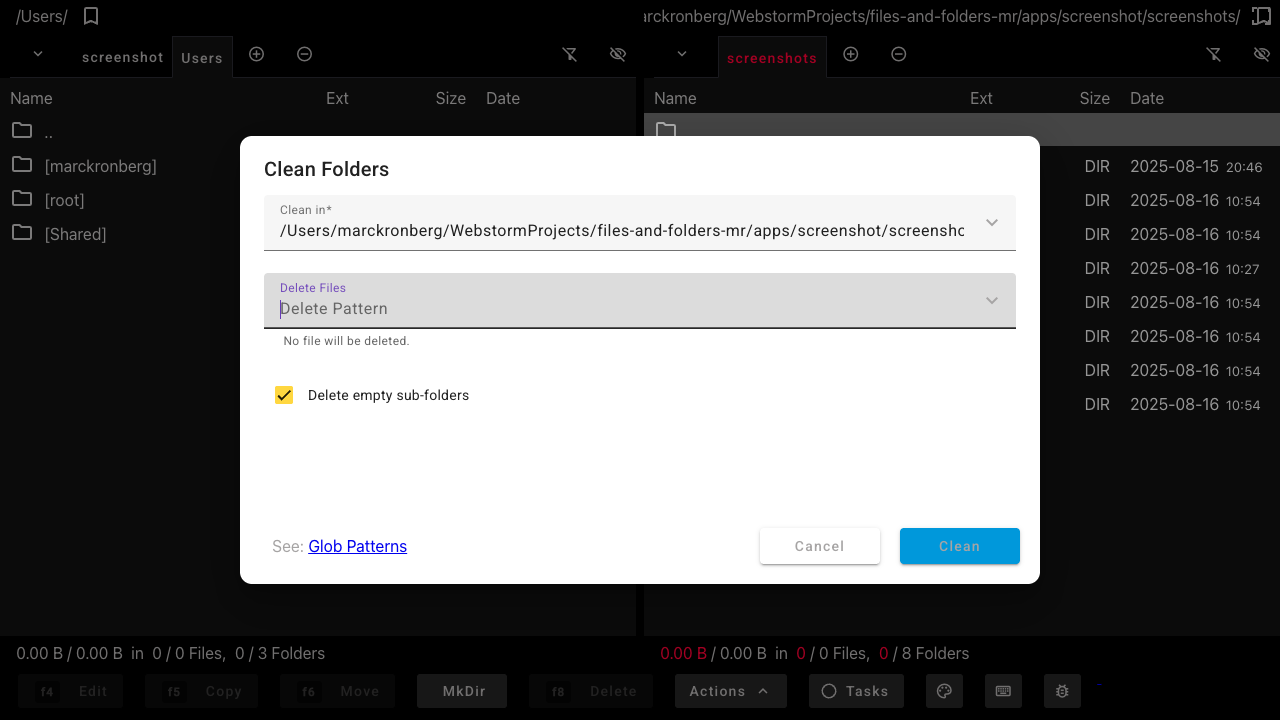 /Users/
arckronberg/WebstormProjects/files-and-folders-mr/apps/screenshot/screenshots/
screenshot Users
screenshots
Name Ext Size Date
Name Ext Size Date
..
[marckronberg]
[root]
[Shared]
DIR 2025-08-15 20:46
DIR 2025-08-16 10:54
DIR 2025-08-16 10:54
DIR 2025-08-16 10:27
DIR 2025-08-16 10:54
DIR 2025-08-16 10:54
DIR 2025-08-16 10:54
DIR 2025-08-16 10:54
Clean Folders
Clean in*
/Users/marckronberg/WebstormProjects/files-and-folders-mr/apps/screenshot/screensho
Delete Files
Delete Pattern
No file will be deleted.
Delete empty sub-folders
See: Glob Patterns
Cancel Clean
0.00 B / 0.00 B in 0 / 0 Files, 0 / 3 Folders
0.00 B / 0.00 B in 0 / 0 Files, 0 / 8 Folders
f4 Edit f5 Copy f6 Move MkDir f8 Delete Actions Tasks